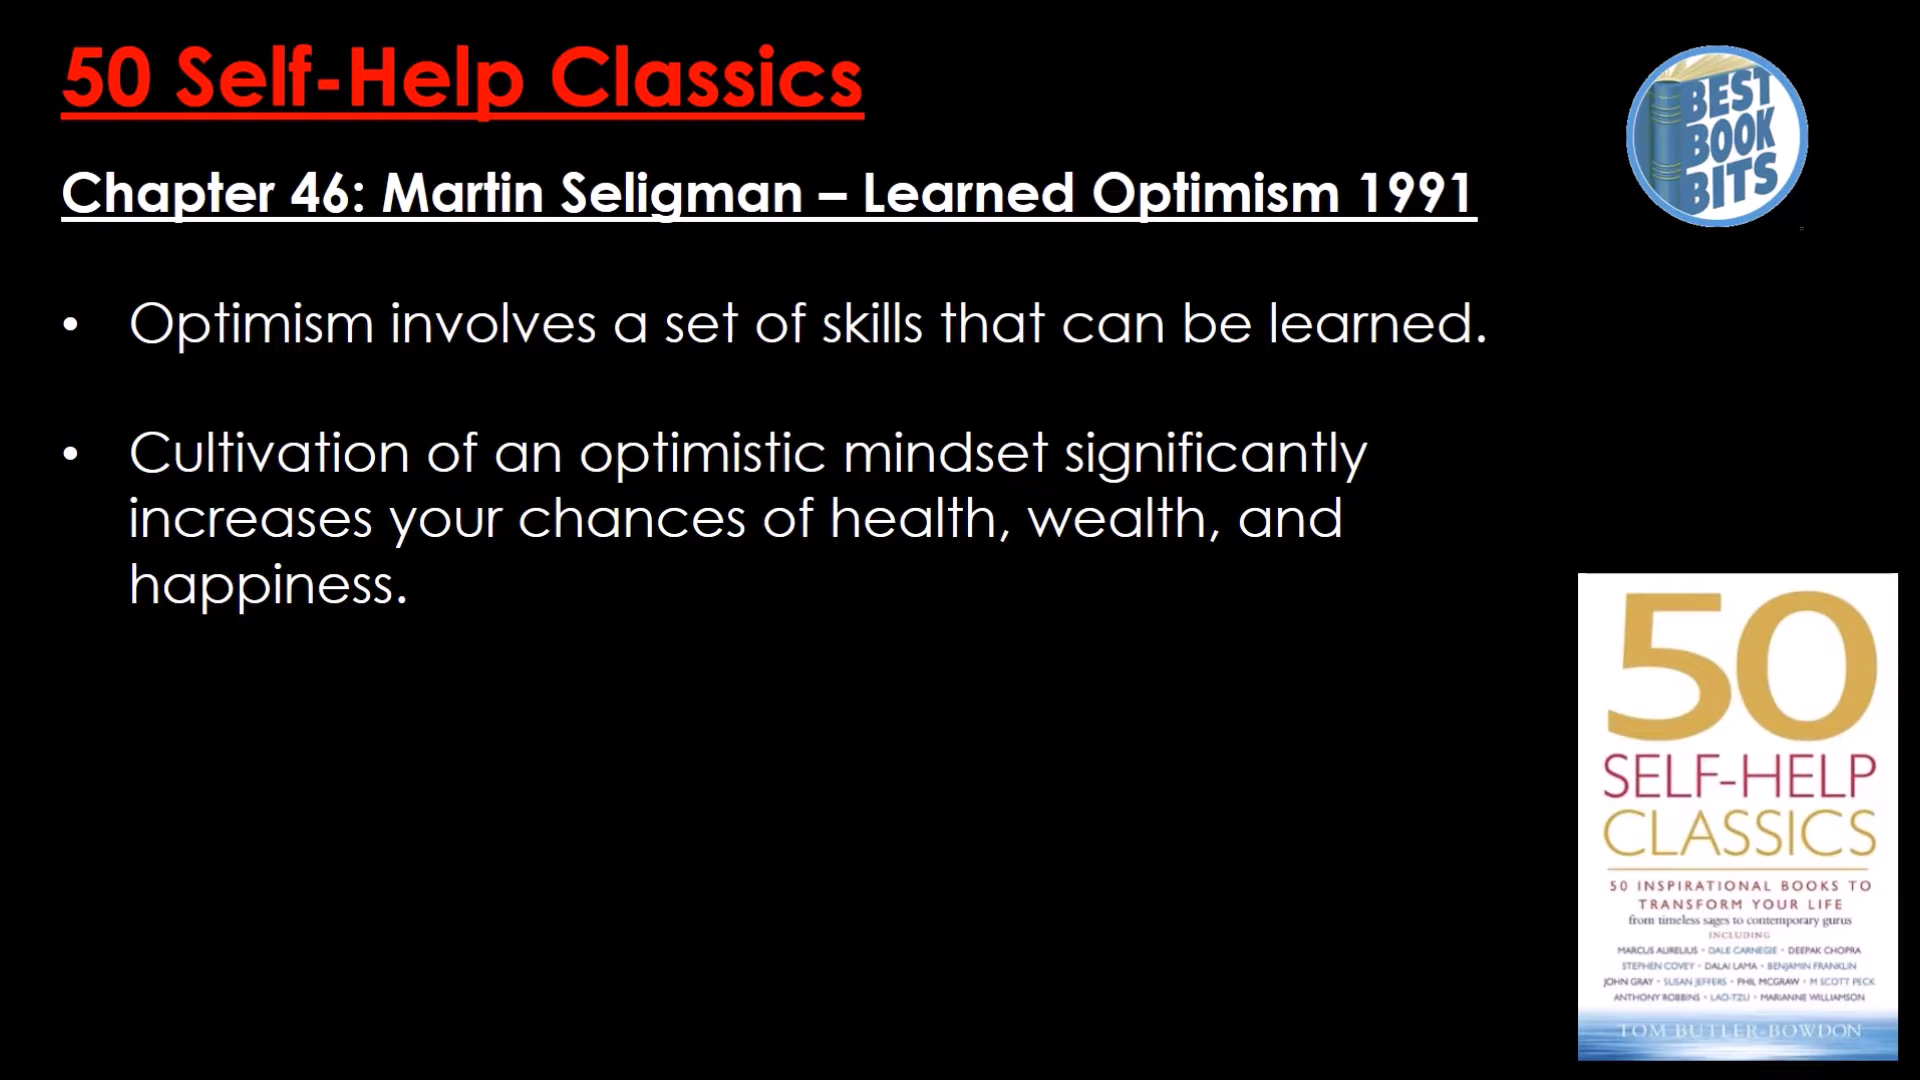 50 Self-Help Classics
Chapter 46: Martin Seligman – Learned Optimism 1991
• Optimism involves a set of skills that can be learned.
• Cultivation of an optimistic mindset significantly
increases your chances of health, wealth, and
happiness.
BEST
BOOK
BITS
50
SELF-HELP
CLASSICS
50 INSPIRATIONAL BOOKS TO
TRANSFORM YOUR LIFE
from timeless sages to contemporary gurus
INCLUDING
MARCUS AURELIUS • DALE CARNEGIE • DEEPAK CHOPRA
STEPHEN COVEY • DALAI LAMA • BENJAMIN FRANKLIN
JOHN GRAY • SUSAN JEFFERS • PHIL MCGRAW • M SCOTT PECK
ANTHONY ROBBINS • LAO-TZU • MARIANNE WILLIAMSON
TOM BUTLER-BOWDON